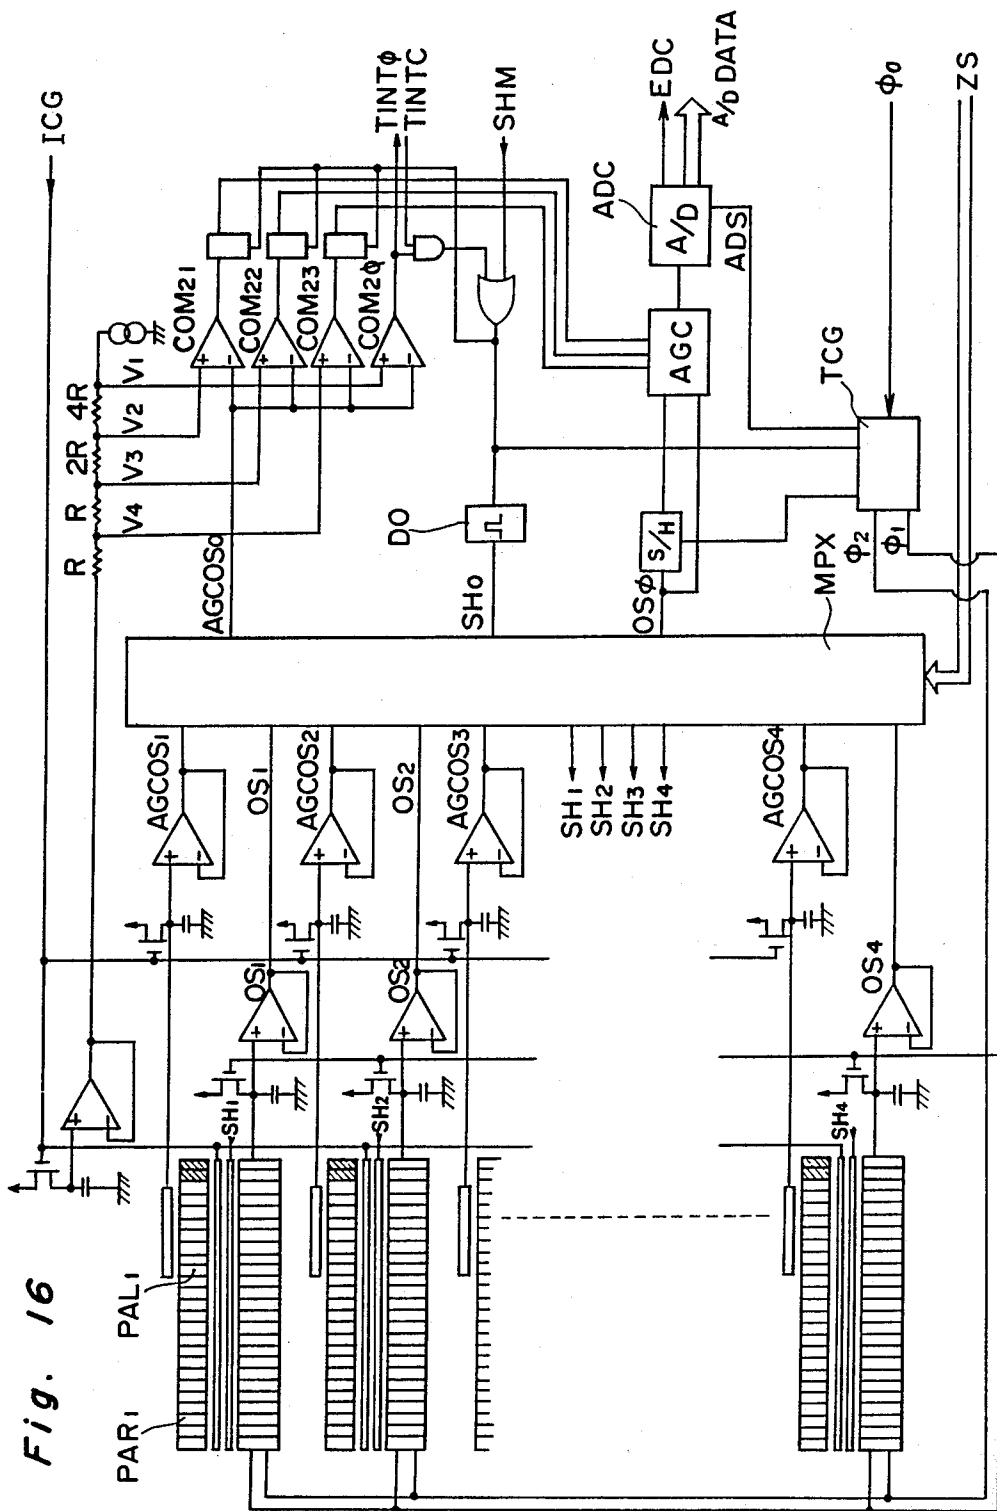 Fig. 16
ICG
R
R
2R
4R
V4
V3
V2
V1
COM21
COM22
COM23
COM2φ
+
-
+
-
+
-
+
-
TINTφ
TINTC
SHM
EDC
A/D DATA
ADC
A/D
ADS
AGC
TCG
φ0
ZS
DO
S/H
φ2
φ1
MPX
AGCOS0
SH0
OSφ
AGCOS1
OS1
AGCOS2
OS2
AGCOS3
SH1
SH2
SH3
SH4
AGCOS4
+
-
+
-
+
-
+
-
OS1
OS2
OS4
+
-
+
-
+
-
+
-
SH1
SH2
SH4
PAL1
PAR1